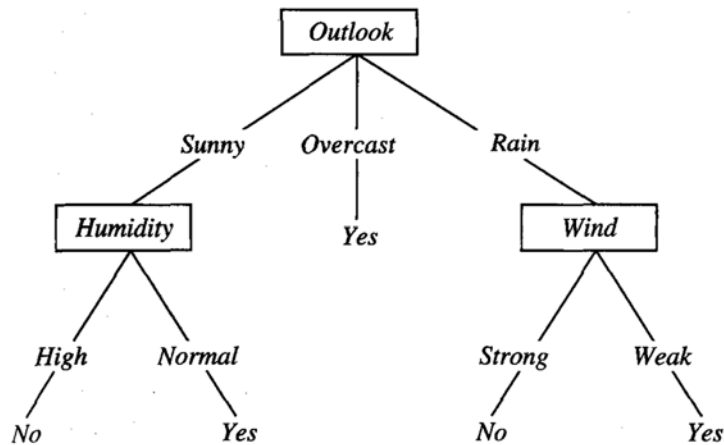 Outlook
Sunny Overcast Rain
Humidity Yes Wind
High Normal Strong Weak
No Yes No Yes